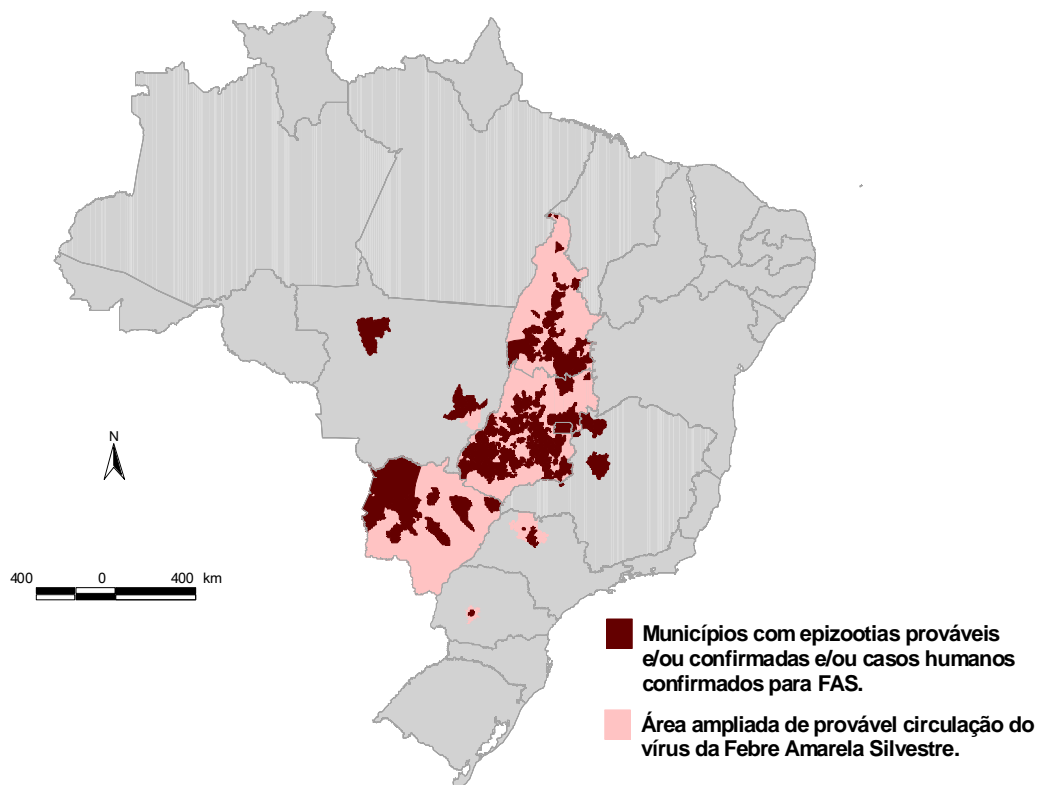 N
400 0 400 km
Municípios com epizootias prováveis
e/ou confirmadas e/ou casos humanos
confirmados para FAS.
Área ampliada de provável circulação do
vírus da Febre Amarela Silvestre.